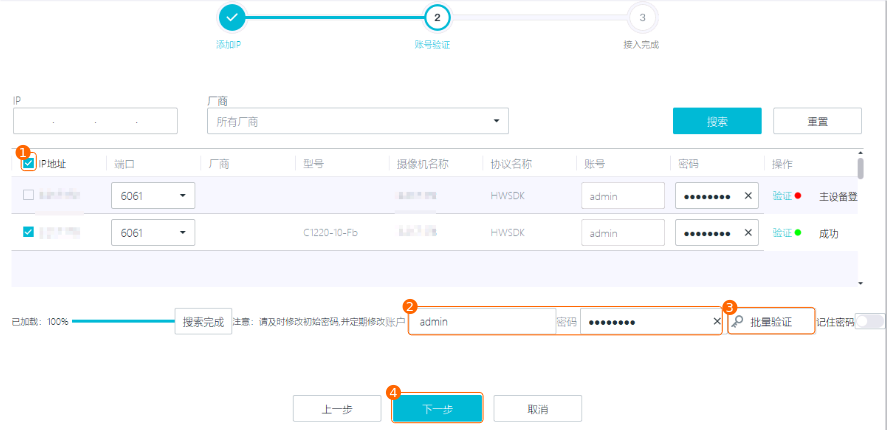 2
3
添加IP
账号验证
接入完成
IP
厂商
所有厂商
搜索
重置
1
IP地址
端口
厂商
型号
摄像机名称
协议名称
账号
密码
操作
6061
HWSDK
admin
验证
主设备登
6061
C1220-10-Fb
HWSDK
admin
验证
成功
已加载：100%
搜索完成
注意：请及时修改初始密码,并定期修改
账户
2
admin
密码
3
批量验证
记住密码
上一步
4
下一步
取消